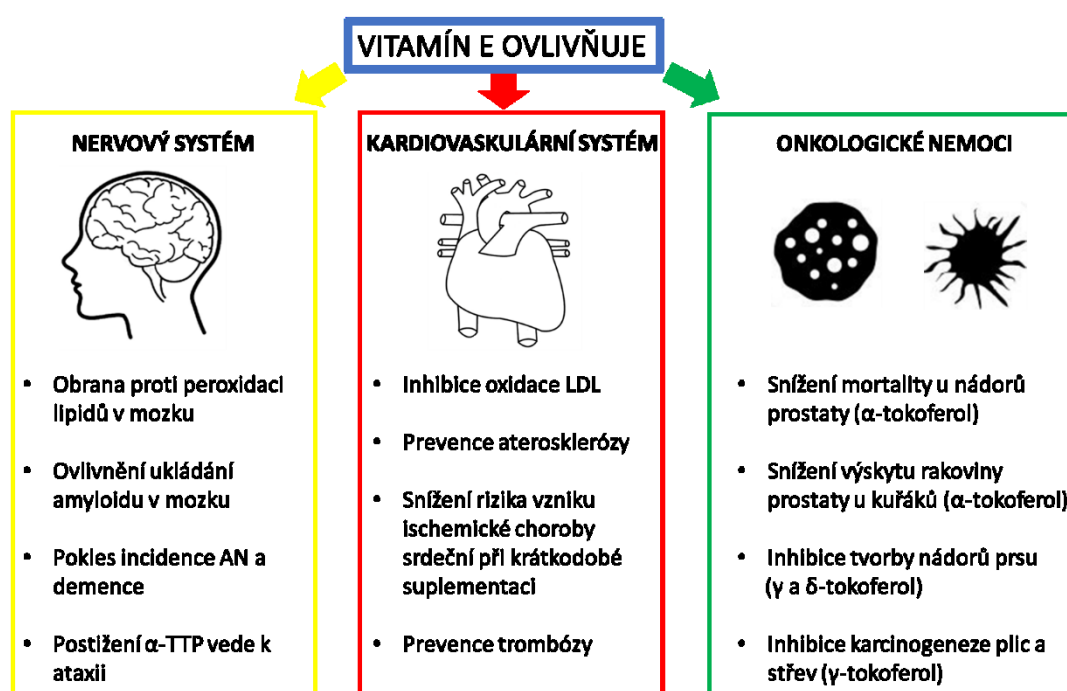 VITAMÍN E OVLIVŇUJE
NERVOVÝ SYSTÉM
• Obrana proti peroxidaci
lipidů v mozku
• Ovlivnění ukládání
amyloidu v mozku
• Pokles incidence AN a
demence
• Postižení α-TTP vede k
ataxii
KARDIOVASKULÁRNÍ SYSTÉM
• Inhibice oxidace LDL
• Prevence aterosklerózy
• Snížení rizika vzniku
ischemické choroby
srdeční při krátkodobé
suplementaci
• Prevence trombózy
ONKOLOGICKÉ NEMOCI
• Snížení mortality u nádorů
prostaty (α-tokoferol)
• Snížení výskytu rakoviny
prostaty u kuřáků (α-tokoferol)
• Inhibice tvorby nádorů prsu
(γ a δ-tokoferol)
• Inhibice karcinogeneze plic a
střev (γ-tokoferol)